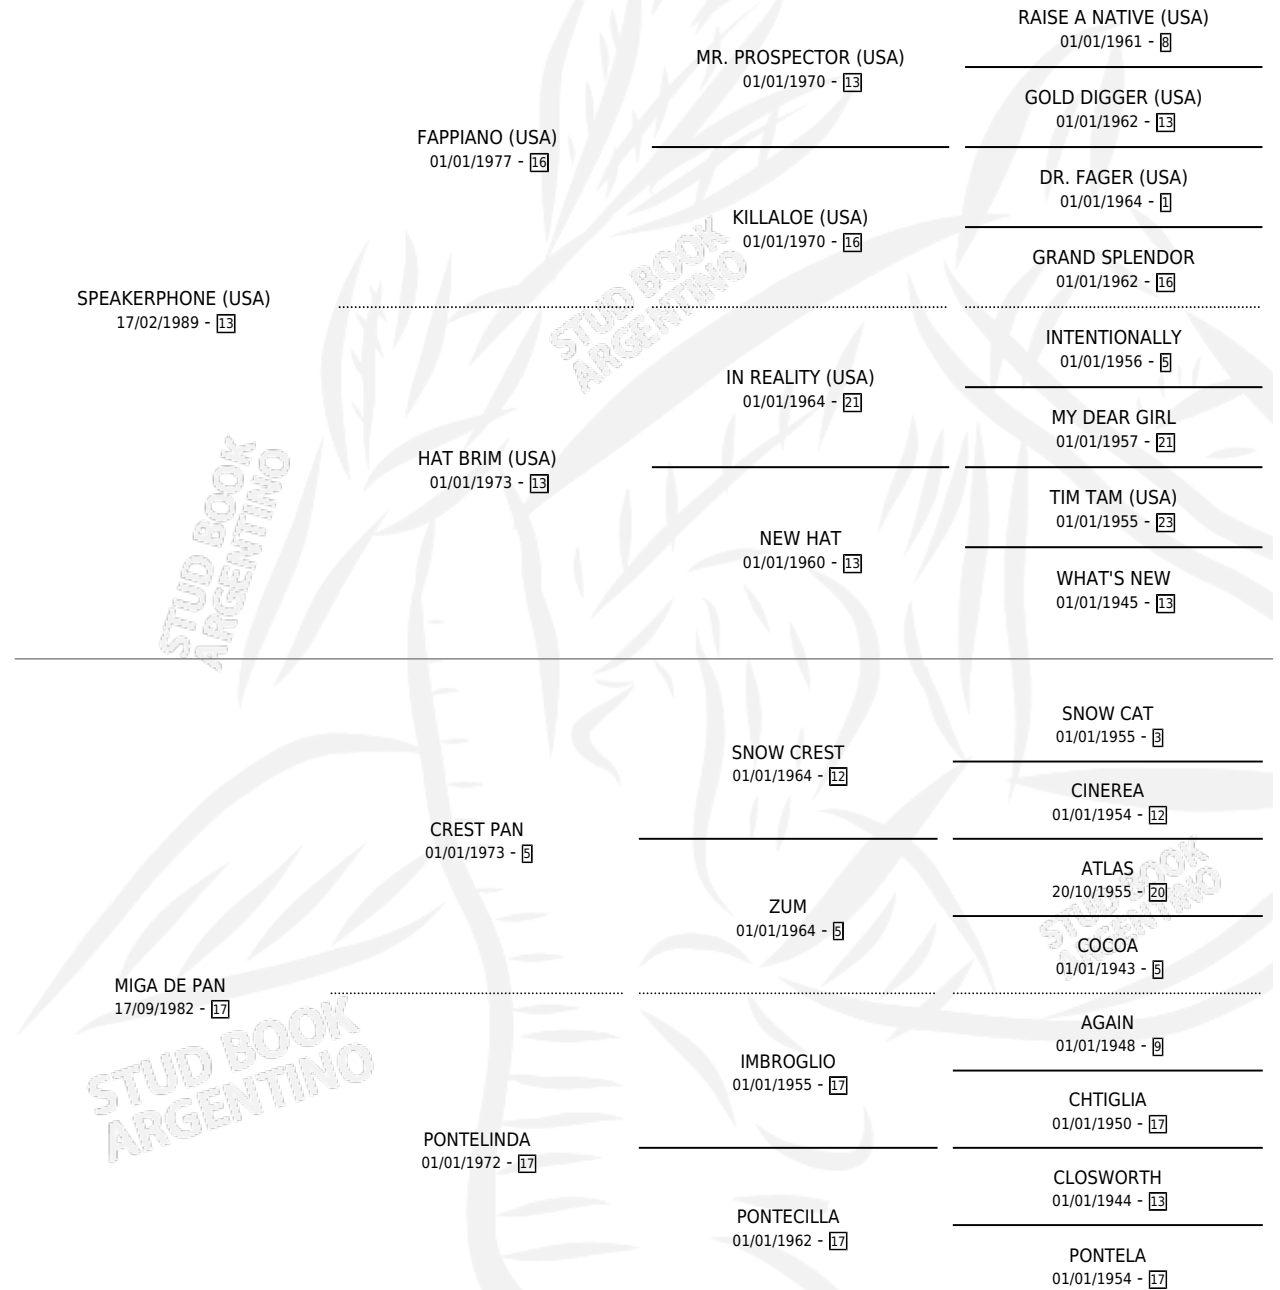 RAISE A NATIVE (USA)
01/01/1961 - 8
MR. PROSPECTOR (USA)
01/01/1970 - 13
GOLD DIGGER (USA)
01/01/1962 - 13
FAPPIANO (USA)
01/01/1977 - 16
DR. FAGER (USA)
01/01/1964 - 1
KILLALOE (USA)
01/01/1970 - 16
GRAND SPLENDOR
01/01/1962 - 16
SPEAKERPHONE (USA)
17/02/1989 - 13
INTENTIONALLY
01/01/1956 - 5
IN REALITY (USA)
01/01/1964 - 21
MY DEAR GIRL
01/01/1957 - 21
HAT BRIM (USA)
01/01/1973 - 13
TIM TAM (USA)
01/01/1955 - 23
NEW HAT
01/01/1960 - 13
WHAT'S NEW
01/01/1945 - 13
SNOW CAT
01/01/1955 - 3
SNOW CREST
01/01/1964 - 12
CINEREA
01/01/1954 - 12
CREST PAN
01/01/1973 - 5
ATLAS
20/10/1955 - 20
ZUM
01/01/1964 - 5
COCOA
01/01/1943 - 5
MIGA DE PAN
17/09/1982 - 17
AGAIN
01/01/1948 - 9
IMBROGLIO
01/01/1955 - 17
CHTIGLIA
01/01/1950 - 17
PONTELINDA
01/01/1972 - 17
CLOSWORTH
01/01/1944 - 13
PONTECILLA
01/01/1962 - 17
PONTELA
01/01/1954 - 17
STUD BOOK
ARGENTINO
STUD BOOK
ARGENTINO
STUD BOOK
ARGENTINO
STUD BOOK
ARGENTINO